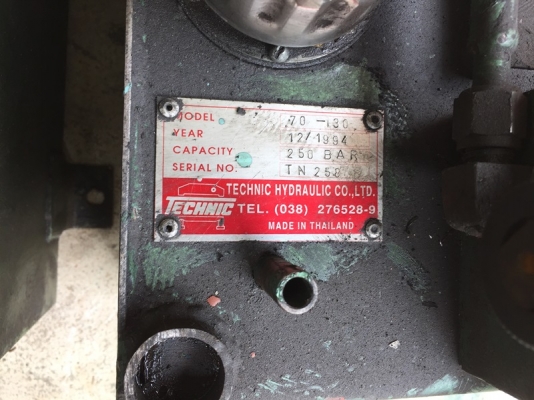 MODEL 70-130
YEAR 12/1994
CAPACITY 250 BAR
SERIAL NO. TN
TECHNIC HYDRAULIC CO.,LTD.
TECHNIC TEL. (038) 276528-9
MADE IN THAILAND